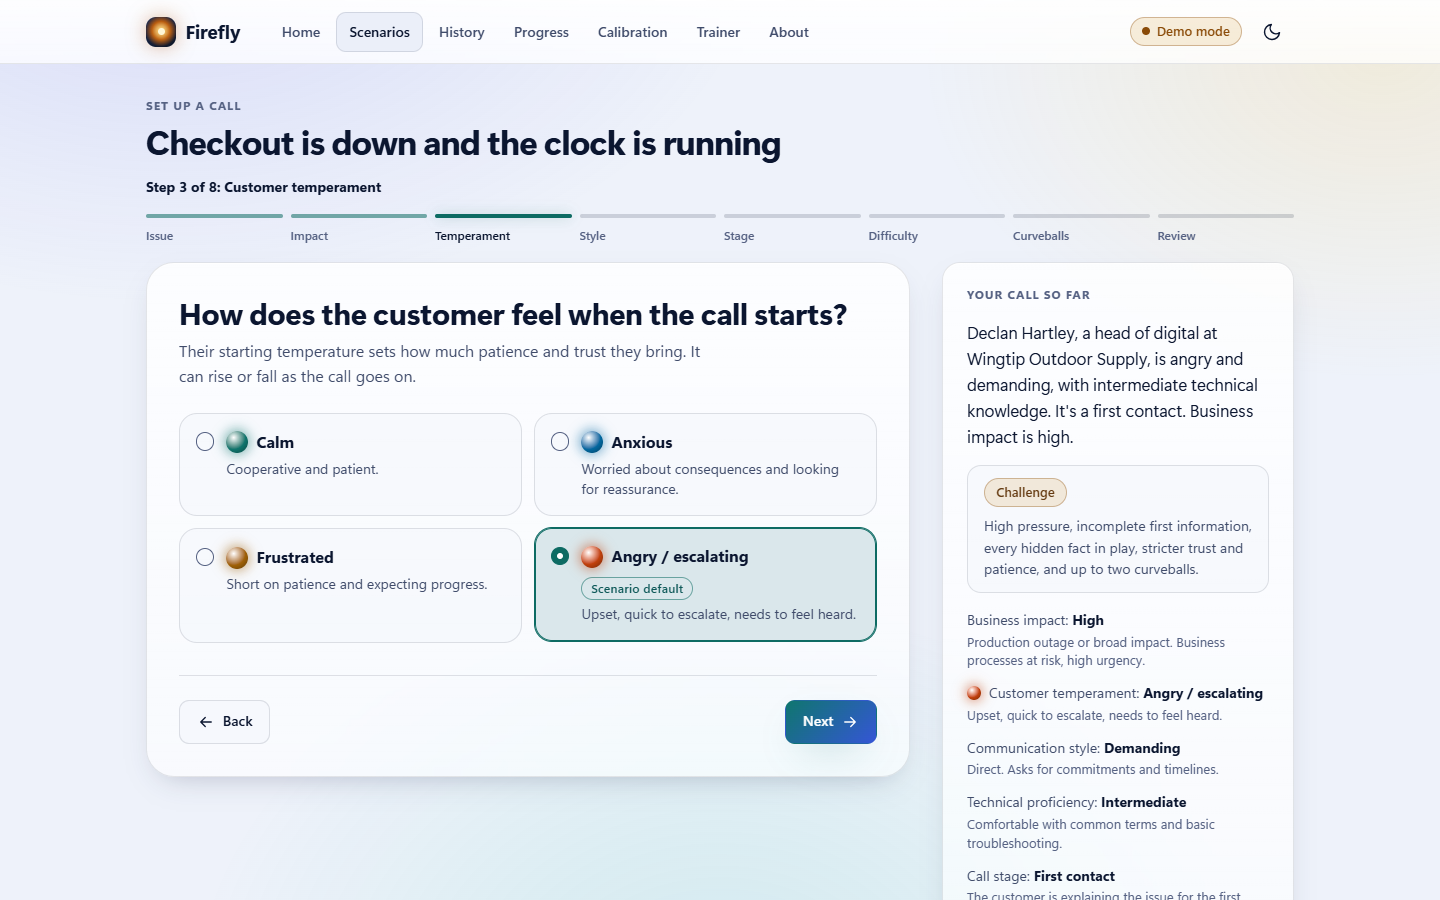 Firefly
Home
Scenarios
History
Progress
Calibration
Trainer
About
Demo mode
SET UP A CALL
Checkout is down and the clock is running
Step 3 of 8: Customer temperament
Issue
Impact
Temperament
Style
Stage
Difficulty
Curveballs
Review
How does the customer feel when the call starts?
Their starting temperature sets how much patience and trust they bring. It
can rise or fall as the call goes on.
Calm
Cooperative and patient.
Anxious
Worried about consequences and looking
for reassurance.
Frustrated
Short on patience and expecting progress.
Angry / escalating
Scenario default
Upset, quick to escalate, needs to feel heard.
Back
Next
YOUR CALL SO FAR
Declan Hartley, a head of digital at
Wingtip Outdoor Supply, is angry and
demanding, with intermediate technical
knowledge. It's a first contact. Business
impact is high.
Challenge
High pressure, incomplete first information,
every hidden fact in play, stricter trust and
patience, and up to two curveballs.
Business impact: High
Production outage or broad impact. Business
processes at risk, high urgency.
Customer temperament: Angry / escalating
Upset, quick to escalate, needs to feel heard.
Communication style: Demanding
Direct. Asks for commitments and timelines.
Technical proficiency: Intermediate
Comfortable with common terms and basic
troubleshooting.
Call stage: First contact
The customer is explaining the issue for the first